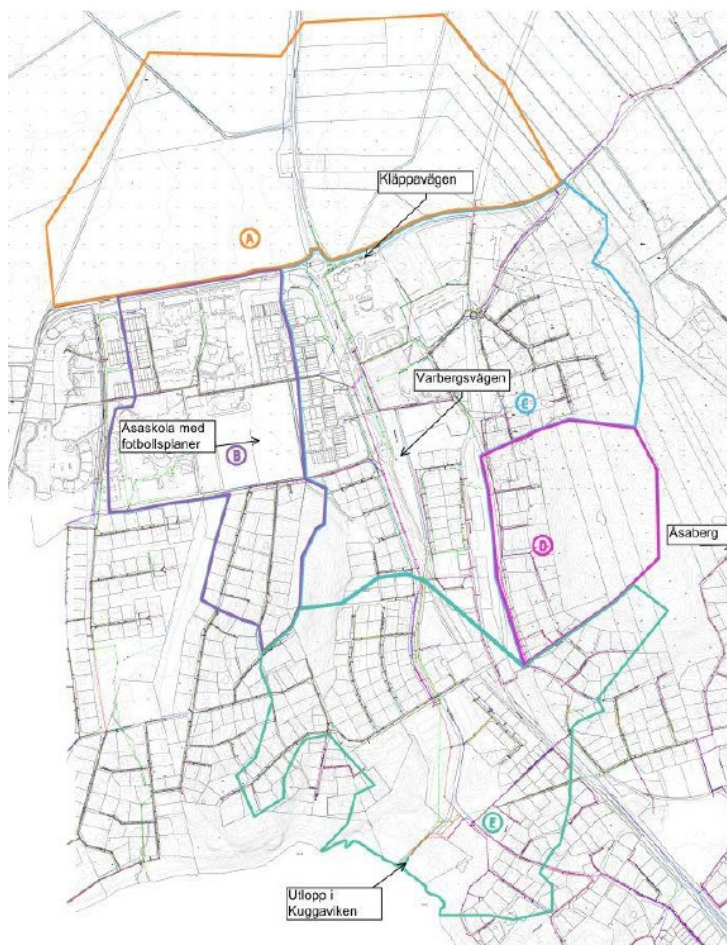 Kläppavägen
A
Varbergsvägen
C
Åsaskola med
fotbollsplaner
B
Åsaberg
D
E
Utlopp i
Kuggaviken